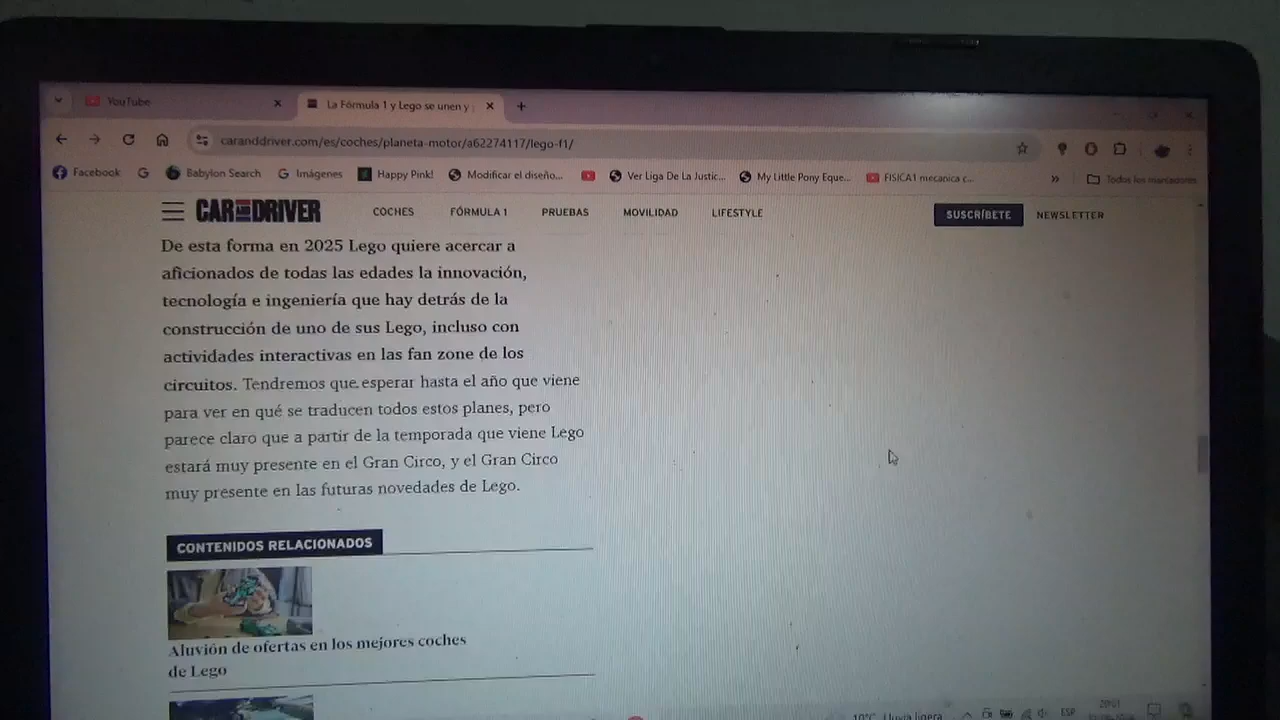 YouTube
La Fórmula 1 y Lego se unen y
caranddriver.com/es/coches/planeta-motor/a62274117/lego-f1/
Facebook
Babylon Search
Imágenes
Happy Pink!
Modificar el diseño...
Ver Liga De La Justic...
My Little Pony Eque...
FISICA1 mecanica c...
»
Todos los marcadores
CAR AND DRIVER
COCHES
FÓRMULA 1
PRUEBAS
MOVILIDAD
LIFESTYLE
SUSCRÍBETE
NEWSLETTER
De esta forma en 2025 Lego quiere acercar a
aficionados de todas las edades la innovación,
tecnología e ingeniería que hay detrás de la
construcción de uno de sus Lego, incluso con
actividades interactivas en las fan zone de los
circuitos. Tendremos que esperar hasta el año que viene
para ver en qué se traducen todos estos planes, pero
parece claro que a partir de la temporada que viene Lego
estará muy presente en el Gran Circo, y el Gran Circo
muy presente en las futuras novedades de Lego.
CONTENIDOS RELACIONADOS
Aluvión de ofertas en los mejores coches
de Lego
10°C Lluvia ligera
ESP